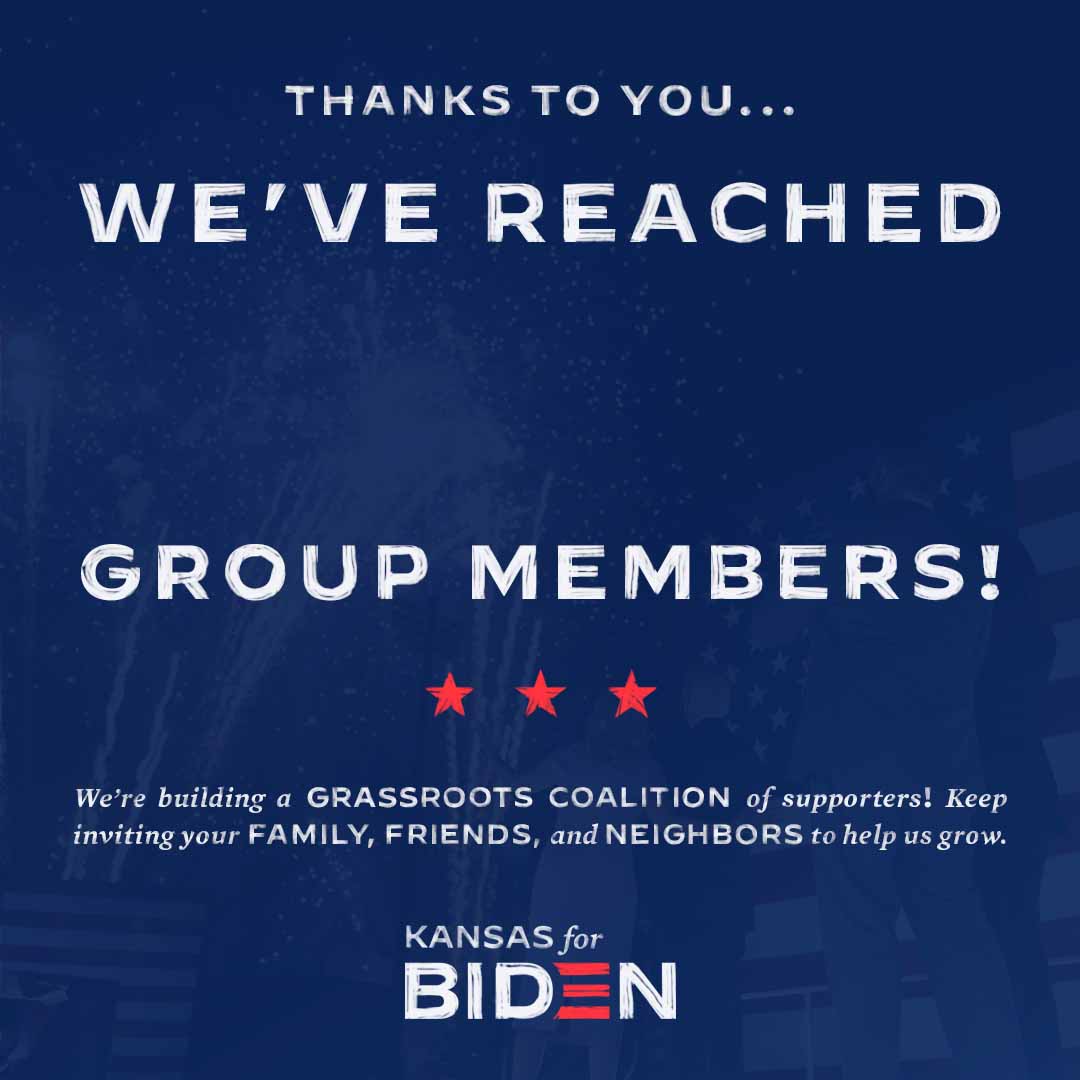 THANKS TO YOU...
WE'VE REACHED
GROUP MEMBERS!
We're building a GRASSROOTS COALITION of supporters! Keep
inviting your FAMILY, FRIENDS, and NEIGHBORS to help us grow.
KANSAS for
BIDEN